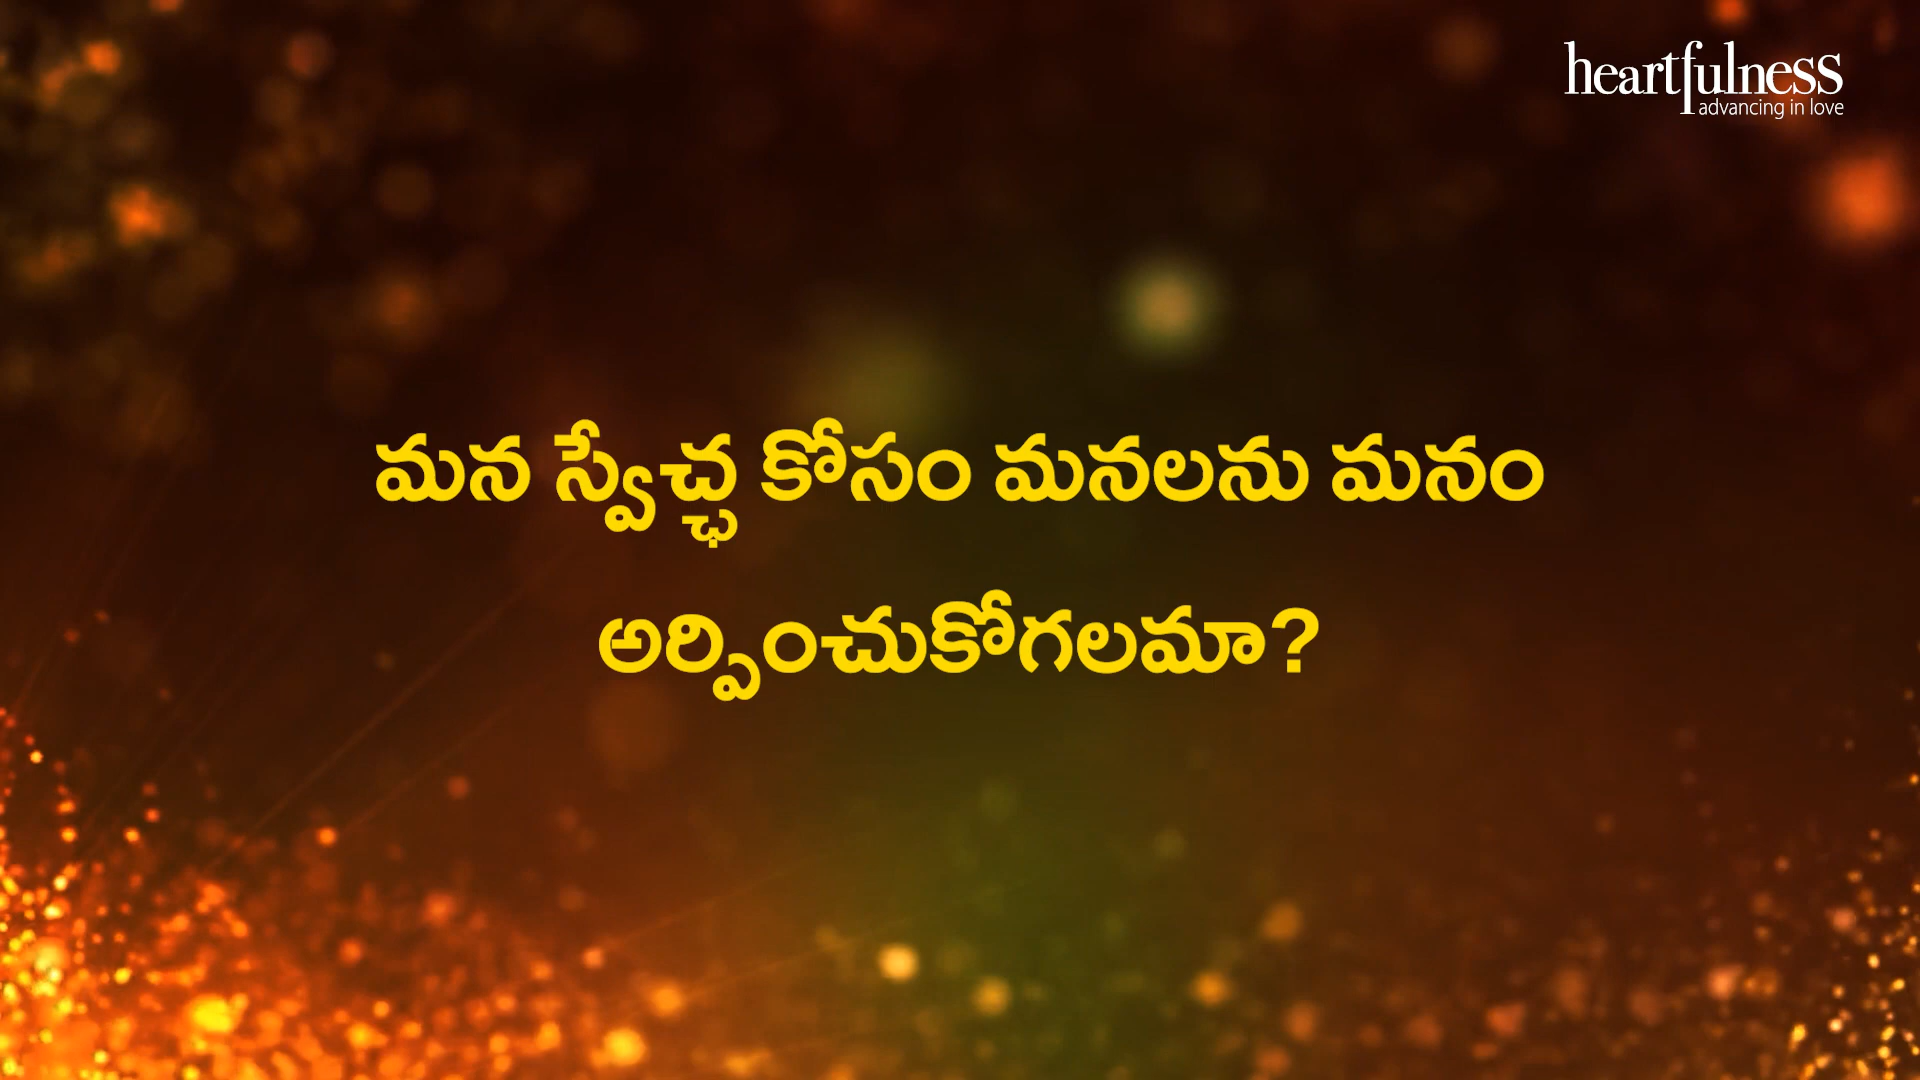 heartfulness
advancing in love
మన స్వేచ్ఛ కోసం మనలను మనం
అర్పించుకోగలమా?